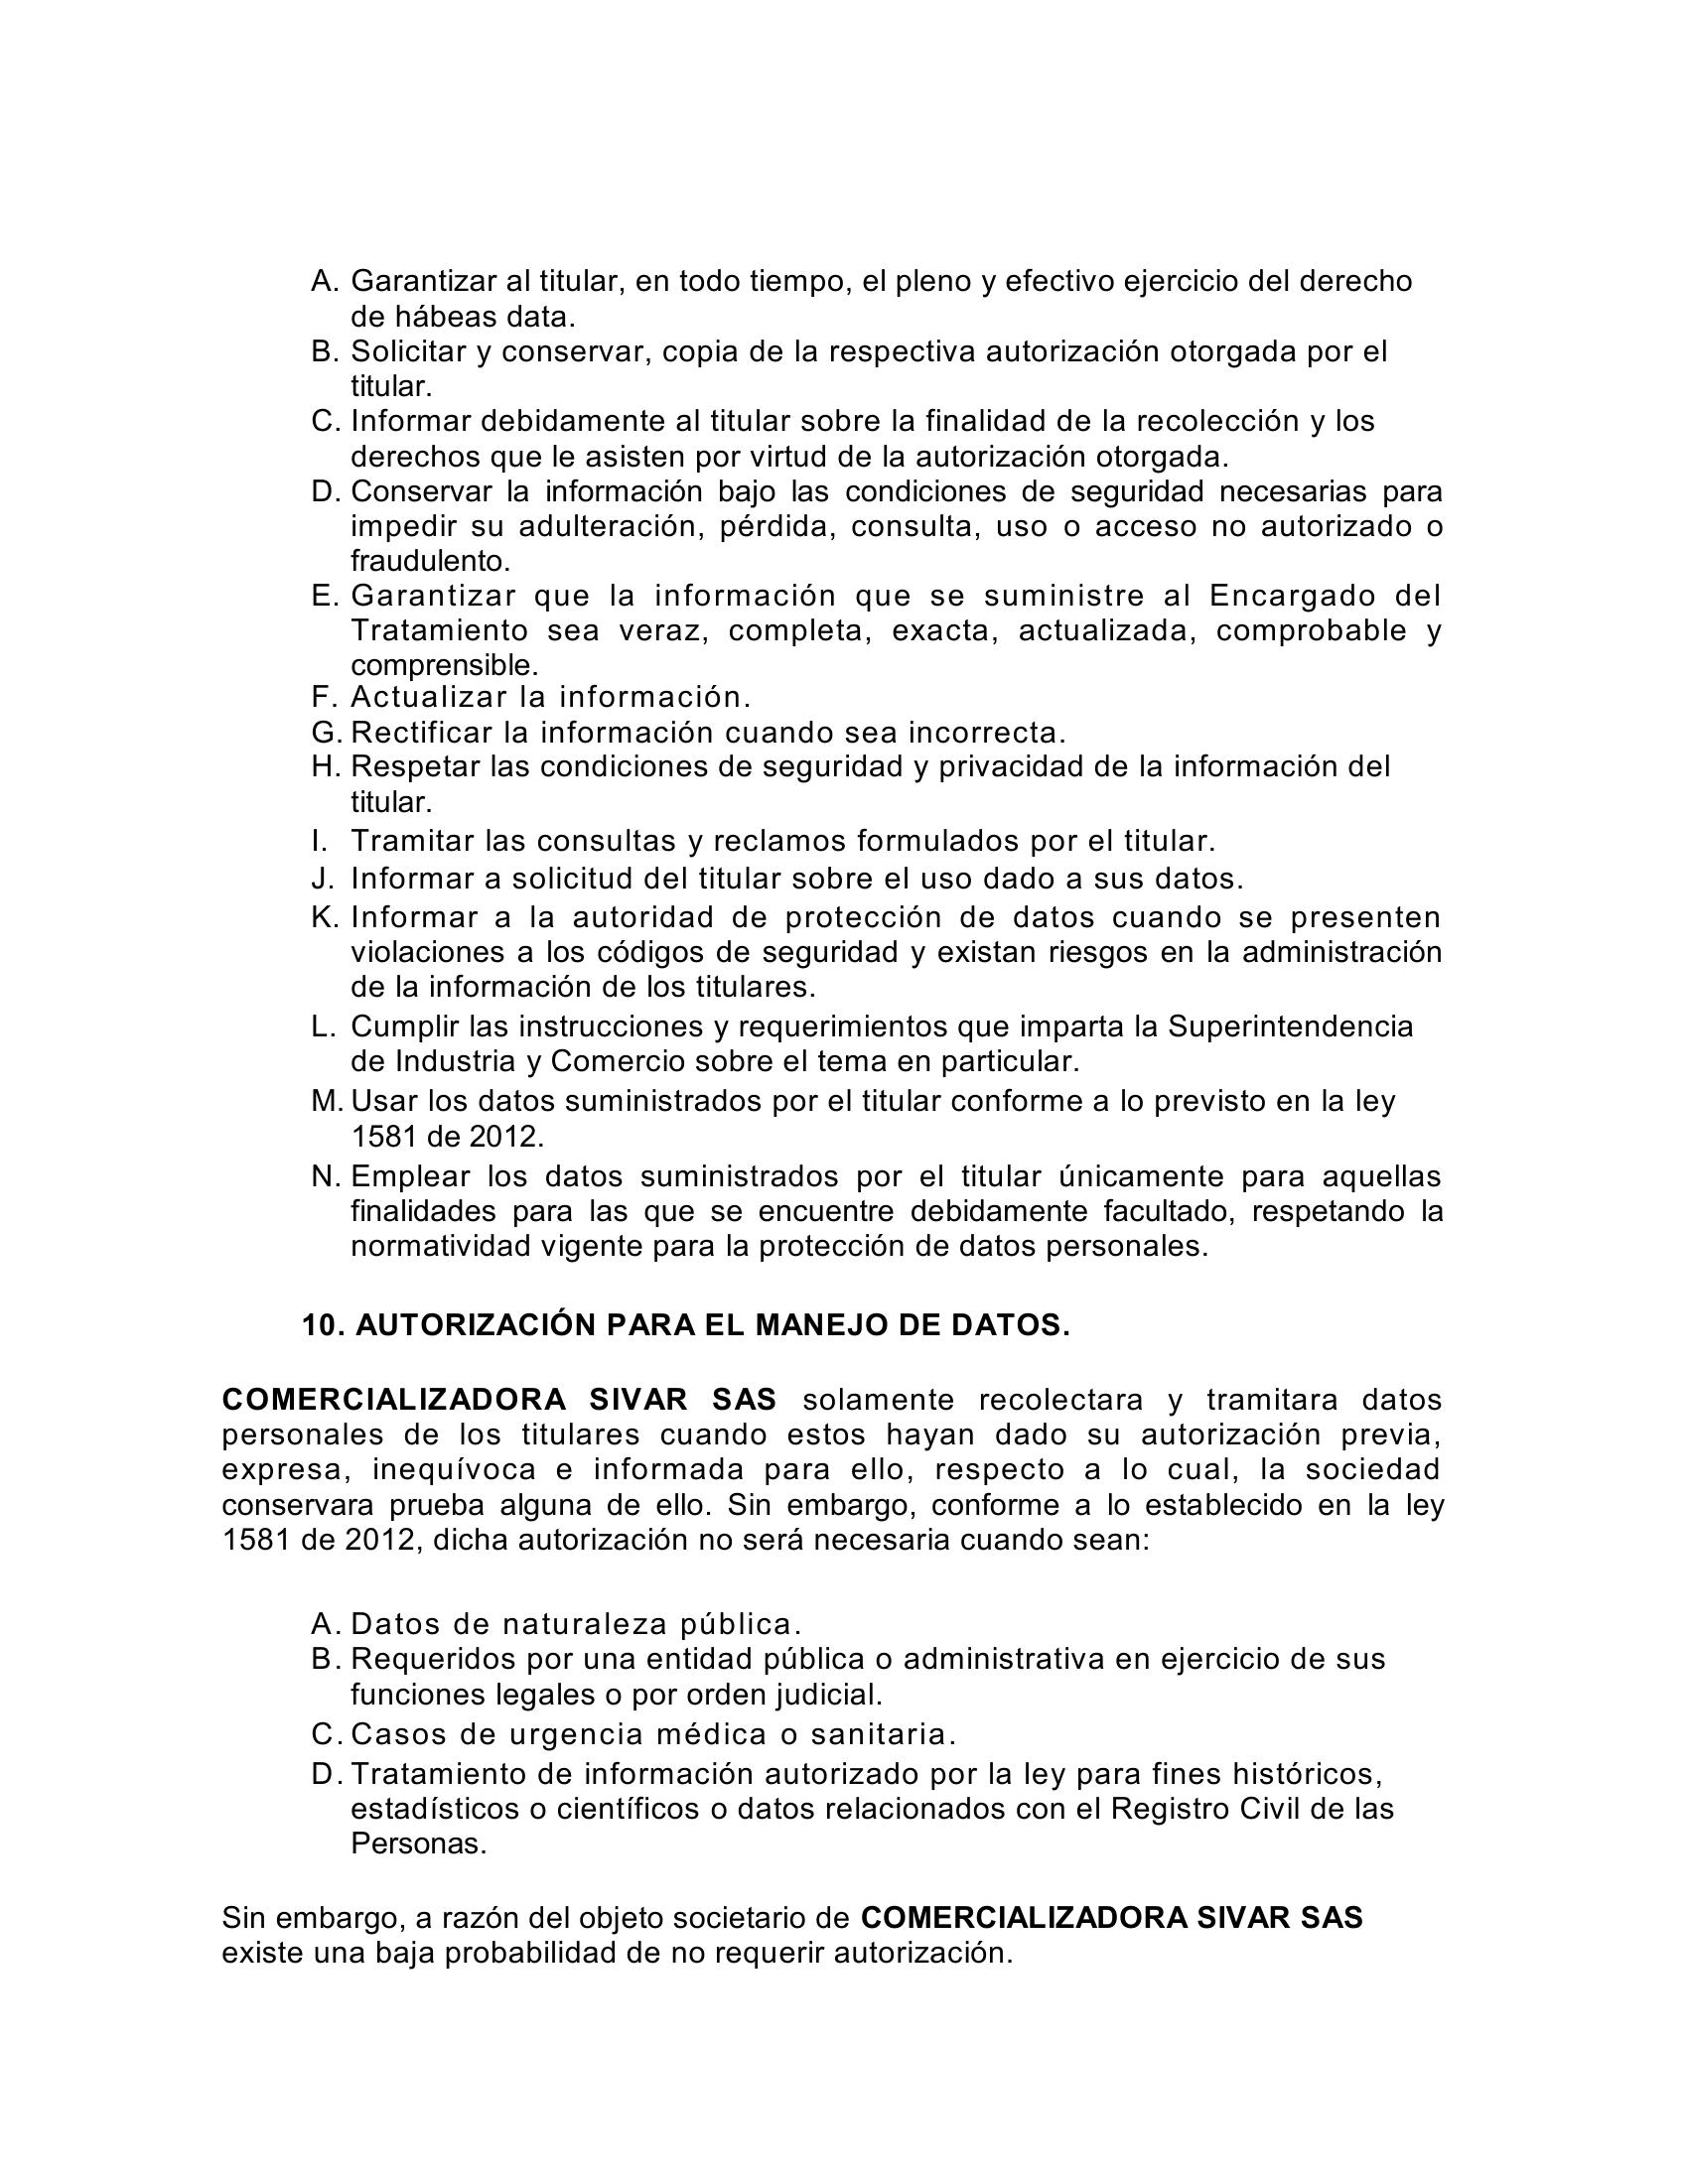 A. Garantizar al titular, en todo tiempo, el pleno y efectivo ejercicio del derecho
de hábeas data.
B. Solicitar y conservar, copia de la respectiva autorización otorgada por el
titular.
C. Informar debidamente al titular sobre la finalidad de la recolección y los
derechos que le asisten por virtud de la autorización otorgada.
D. Conservar la información bajo las condiciones de seguridad necesarias para
impedir su adulteración, pérdida, consulta, uso o acceso no autorizado o
fraudulento.
E. Garantizar que la información que se suministre al Encargado del
Tratamiento sea veraz, completa, exacta, actualizada, comprobable y
comprensible.
F. Actualizar la información.
G. Rectificar la información cuando sea incorrecta.
H. Respetar las condiciones de seguridad y privacidad de la información del
titular.
I. Tramitar las consultas y reclamos formulados por el titular.
J. Informar a solicitud del titular sobre el uso dado a sus datos.
K. Informar a la autoridad de protección de datos cuando se presenten
violaciones a los códigos de seguridad y existan riesgos en la administración
de la información de los titulares.
L. Cumplir las instrucciones y requerimientos que imparta la Superintendencia
de Industria y Comercio sobre el tema en particular.
M. Usar los datos suministrados por el titular conforme a lo previsto en la ley
1581 de 2012.
N. Emplear los datos suministrados por el titular únicamente para aquellas
finalidades para las que se encuentre debidamente facultado, respetando la
normatividad vigente para la protección de datos personales.
10. AUTORIZACIÓN PARA EL MANEJO DE DATOS.
COMERCIALIZADORA SIVAR SAS solamente recolectara y tramitara datos
personales de los titulares cuando estos hayan dado su autorización previa,
expresa, inequívoca e informada para ello, respecto a lo cual, la sociedad
conservara prueba alguna de ello. Sin embargo, conforme a lo establecido en la ley
1581 de 2012, dicha autorización no será necesaria cuando sean:
A. Datos de naturaleza pública.
B. Requeridos por una entidad pública o administrativa en ejercicio de sus
funciones legales o por orden judicial.
C. Casos de urgencia médica o sanitaria.
D. Tratamiento de información autorizado por la ley para fines históricos,
estadísticos o científicos o datos relacionados con el Registro Civil de las
Personas.
Sin embargo, a razón del objeto societario de COMERCIALIZADORA SIVAR SAS
existe una baja probabilidad de no requerir autorización.